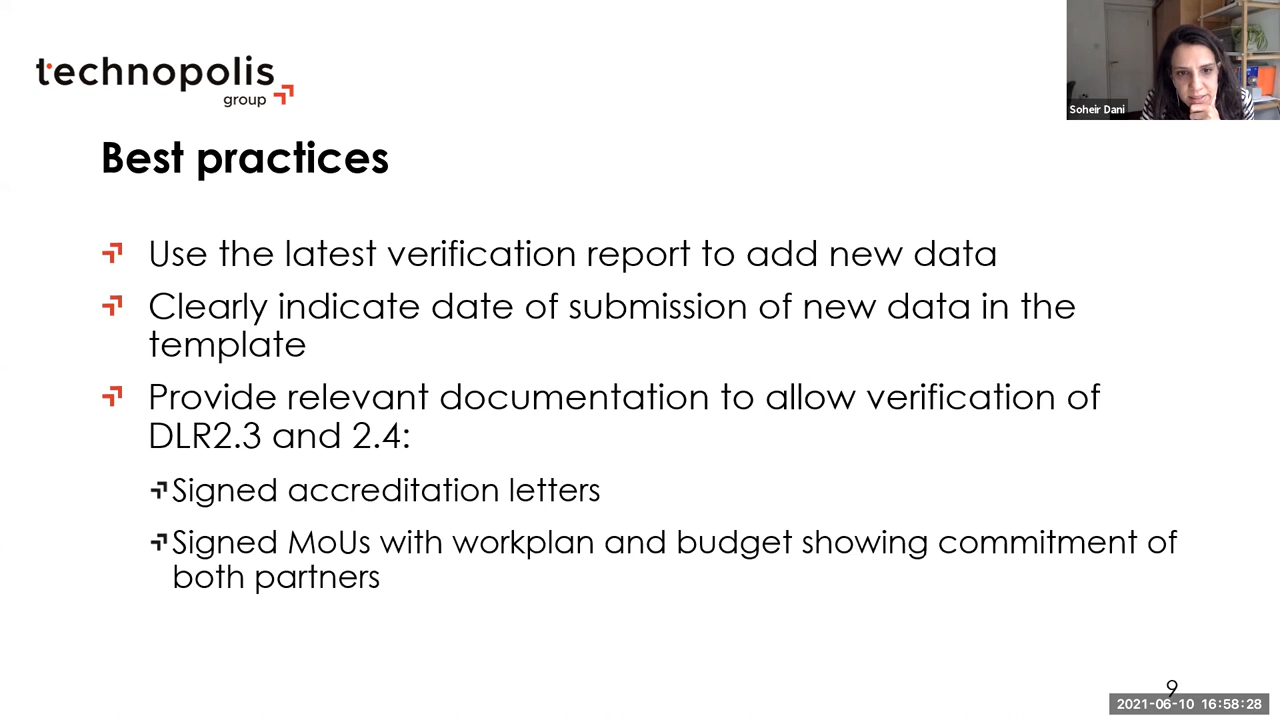 technopolis
group
Soheir Dani
Best practices
Use the latest verification report to add new data
Clearly indicate date of submission of new data in the
template
Provide relevant documentation to allow verification of
DLR2.3 and 2.4:
Signed accreditation letters
Signed MoUs with workplan and budget showing commitment of
both partners
9
2021-06-10 16:58:28